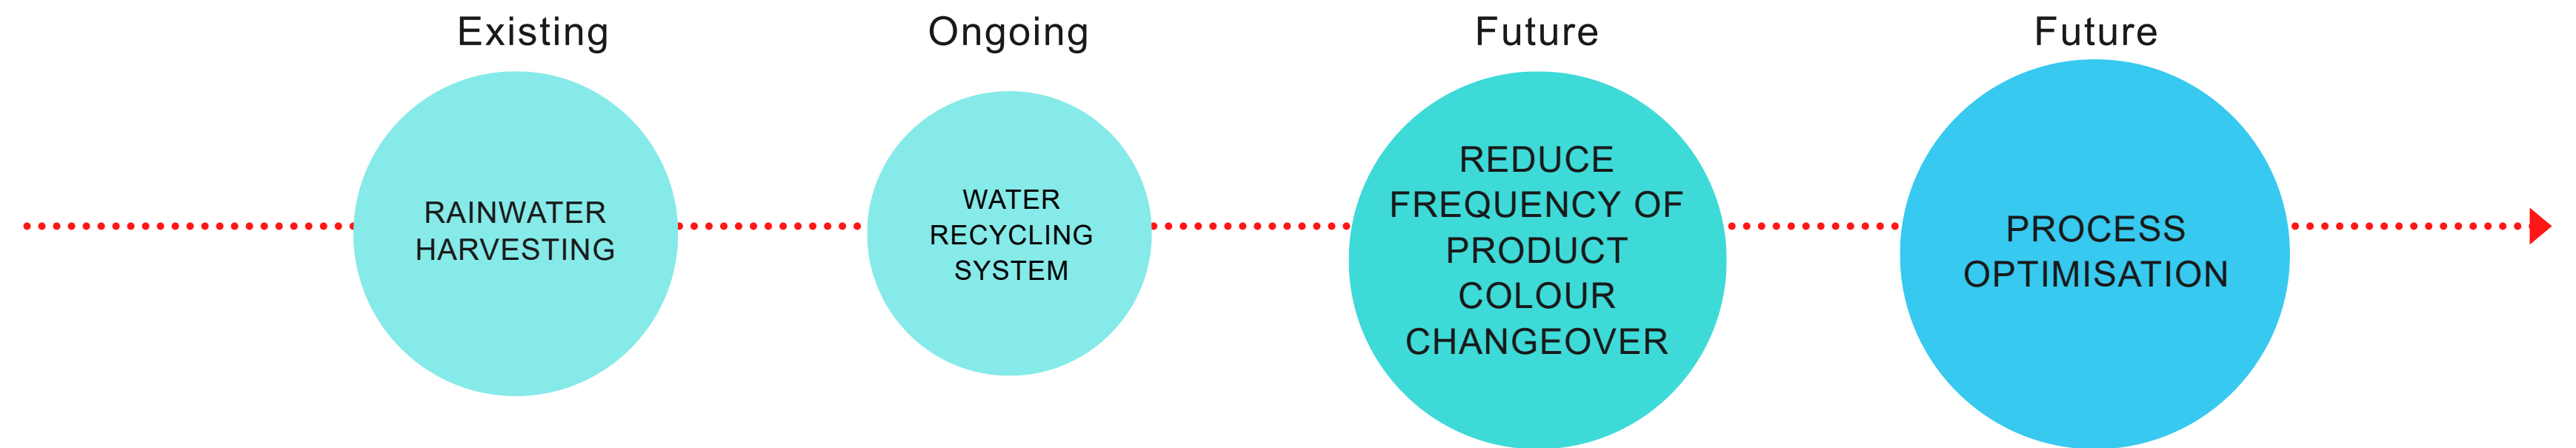 Existing
Ongoing
Future
Future
RAINWATER
HARVESTING
WATER
RECYCLING
SYSTEM
REDUCE
FREQUENCY OF
PRODUCT
COLOUR
CHANGEOVER
PROCESS
OPTIMISATION